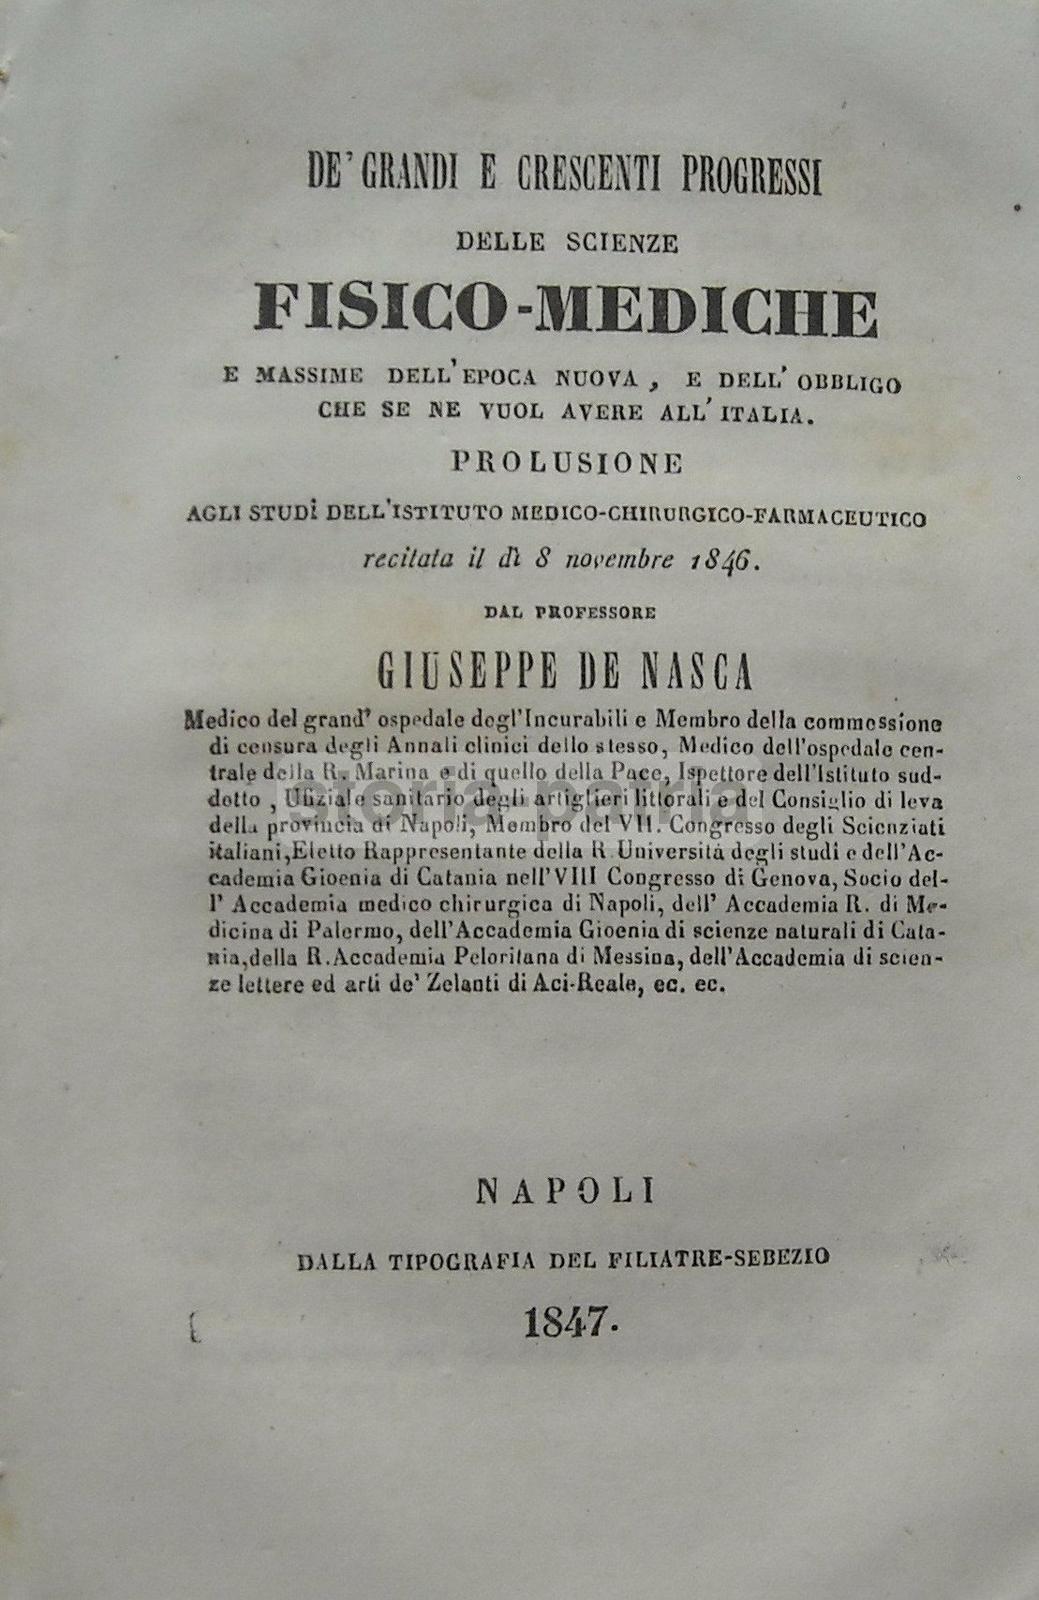 DE' GRANDI E CRESCENTI PROGRESSI
DELLE SCIENZE
FISICO-MEDICHE
E MASSIME DELL'EPOCA NUOVA, E DELL' OBBLIGO
CHE SE NE VUOL AVERE ALL'ITALIA.
PROLUSIONE
AGLI STUDÎ DELL'ISTITUTO MEDICO-CHIRURGICO-FARMACEUTICO
recitata il dì 8 novembre 1846.
DAL PROFESSORE
GIUSEPPE DE NASCA
Medico del grand' ospedale degl'Incurabili e Membro della commessione
di censura degli Annali clinici dello stesso, Medico dell'ospedale cen-
trale della R. Marina e di quello della Pace, Ispettore dell'Istituto sud-
detto , Ufiziale sanitario degli artiglieri littorali e del Consiglio di leva
della provincia di Napoli, Membro del VII. Congresso degli Scienziati
italiani, Eletto Rappresentante della R. Università degli studi e dell'Ac-
cademia Gioenia di Catania nell'VIII Congresso di Genova, Socio del-
l' Accademia medico chirurgica di Napoli, dell' Accademia R. di Me-
dicina di Palermo, dell'Accademia Gioenia di scienze naturali di Cata-
nia, della R. Accademia Peloritana di Messina, dell'Accademia di scien-
ze lettere ed arti de' Zelanti di Aci-Reale, ec. ec.
storia-patria
NAPOLI
DALLA TIPOGRAFIA DEL FILIATRE-SEBEZIO
1847.